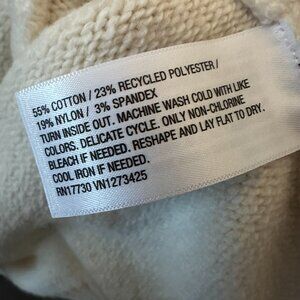 55% COTTON / 23% RECYCLED POLYESTER /
19% NYLON / 3% SPANDEX
TURN INSIDE OUT. MACHINE WASH COLD WITH LIKE
COLORS. DELICATE CYCLE. ONLY NON-CHLORINE
BLEACH IF NEEDED. RESHAPE AND LAY FLAT TO DRY.
COOL IRON IF NEEDED.
RN17730 VN1273425